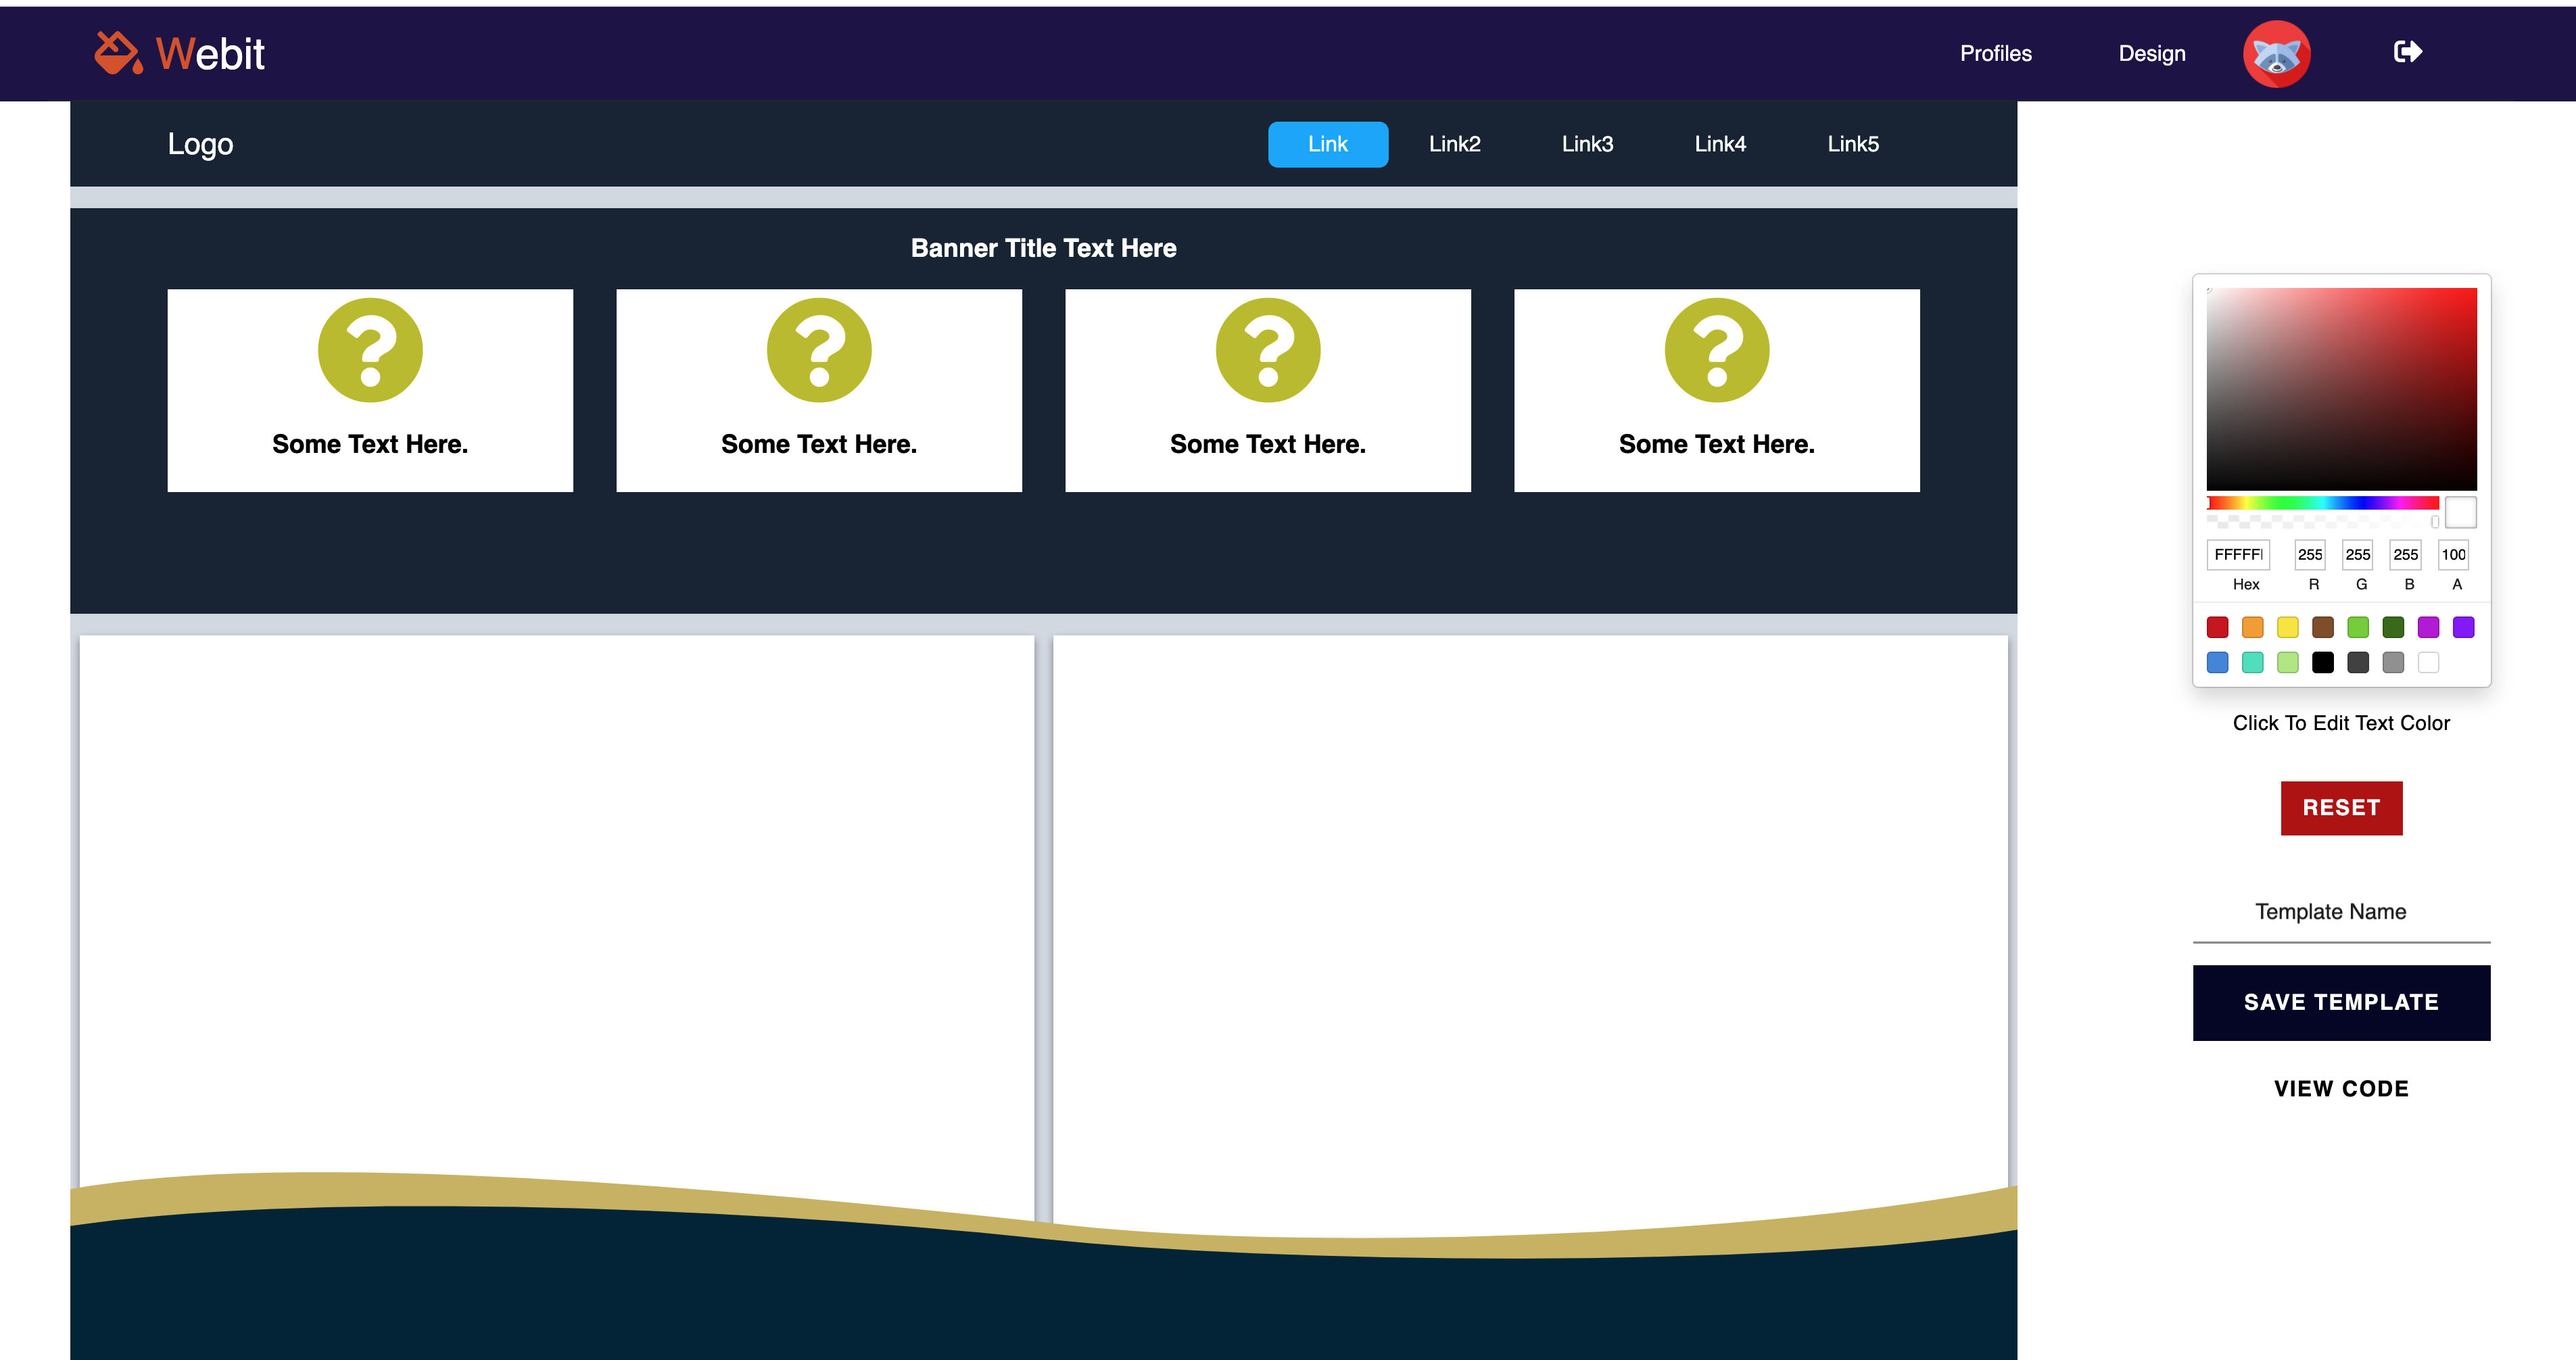 Webit
Profiles
Design
Logo
Link
Link2
Link3
Link4
Link5
Banner Title Text Here
Some Text Here.
Some Text Here.
Some Text Here.
Some Text Here.
FFFFF
255
255
255
100
Hex
R
G
B
A
Click To Edit Text Color
RESET
Template Name
SAVE TEMPLATE
VIEW CODE